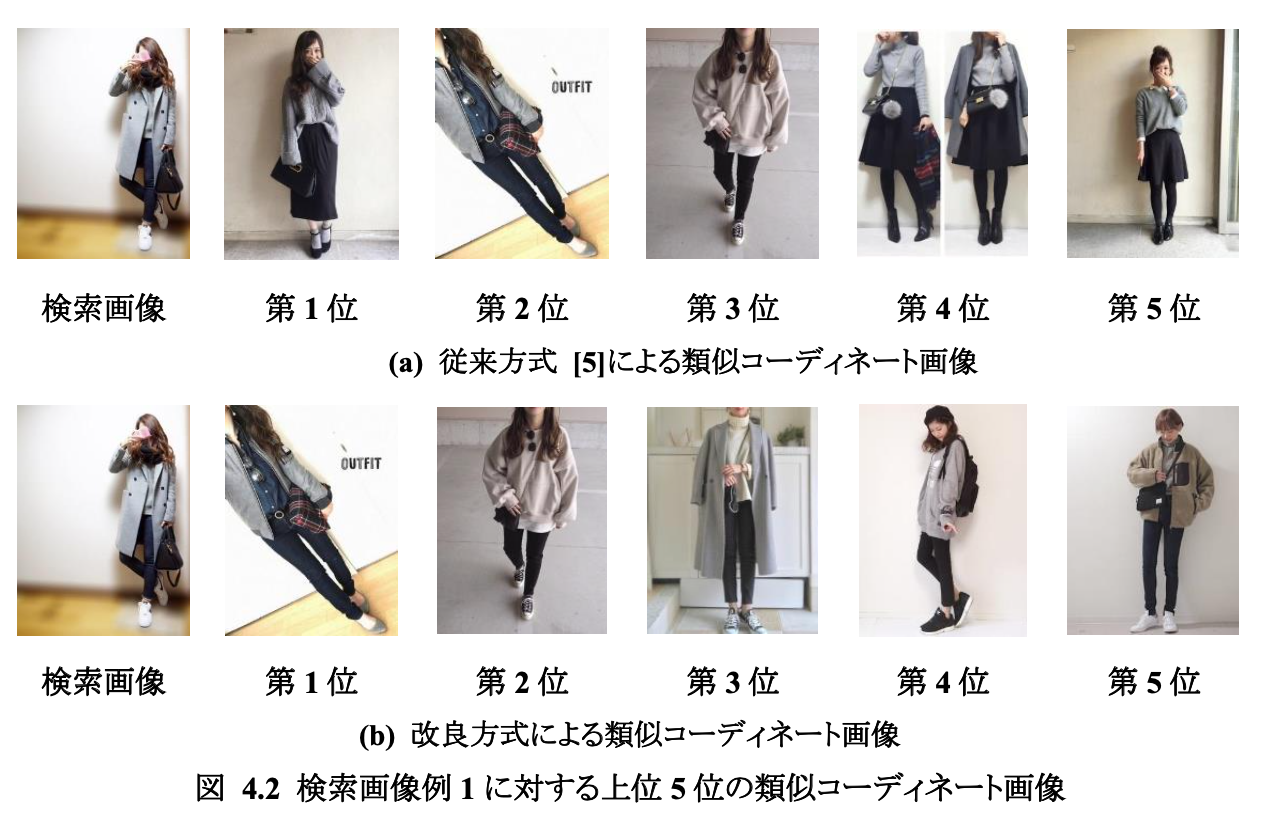 OUTFIT
検索画像 第1位 第2位 第3位 第4位 第5位
(a) 従来方式 [5]による類似コーディネート画像
OUTFIT
検索画像 第1位 第2位 第3位 第4位 第5位
(b) 改良方式による類似コーディネート画像
図 4.2 検索画像例1に対する上位5位の類似コーディネート画像